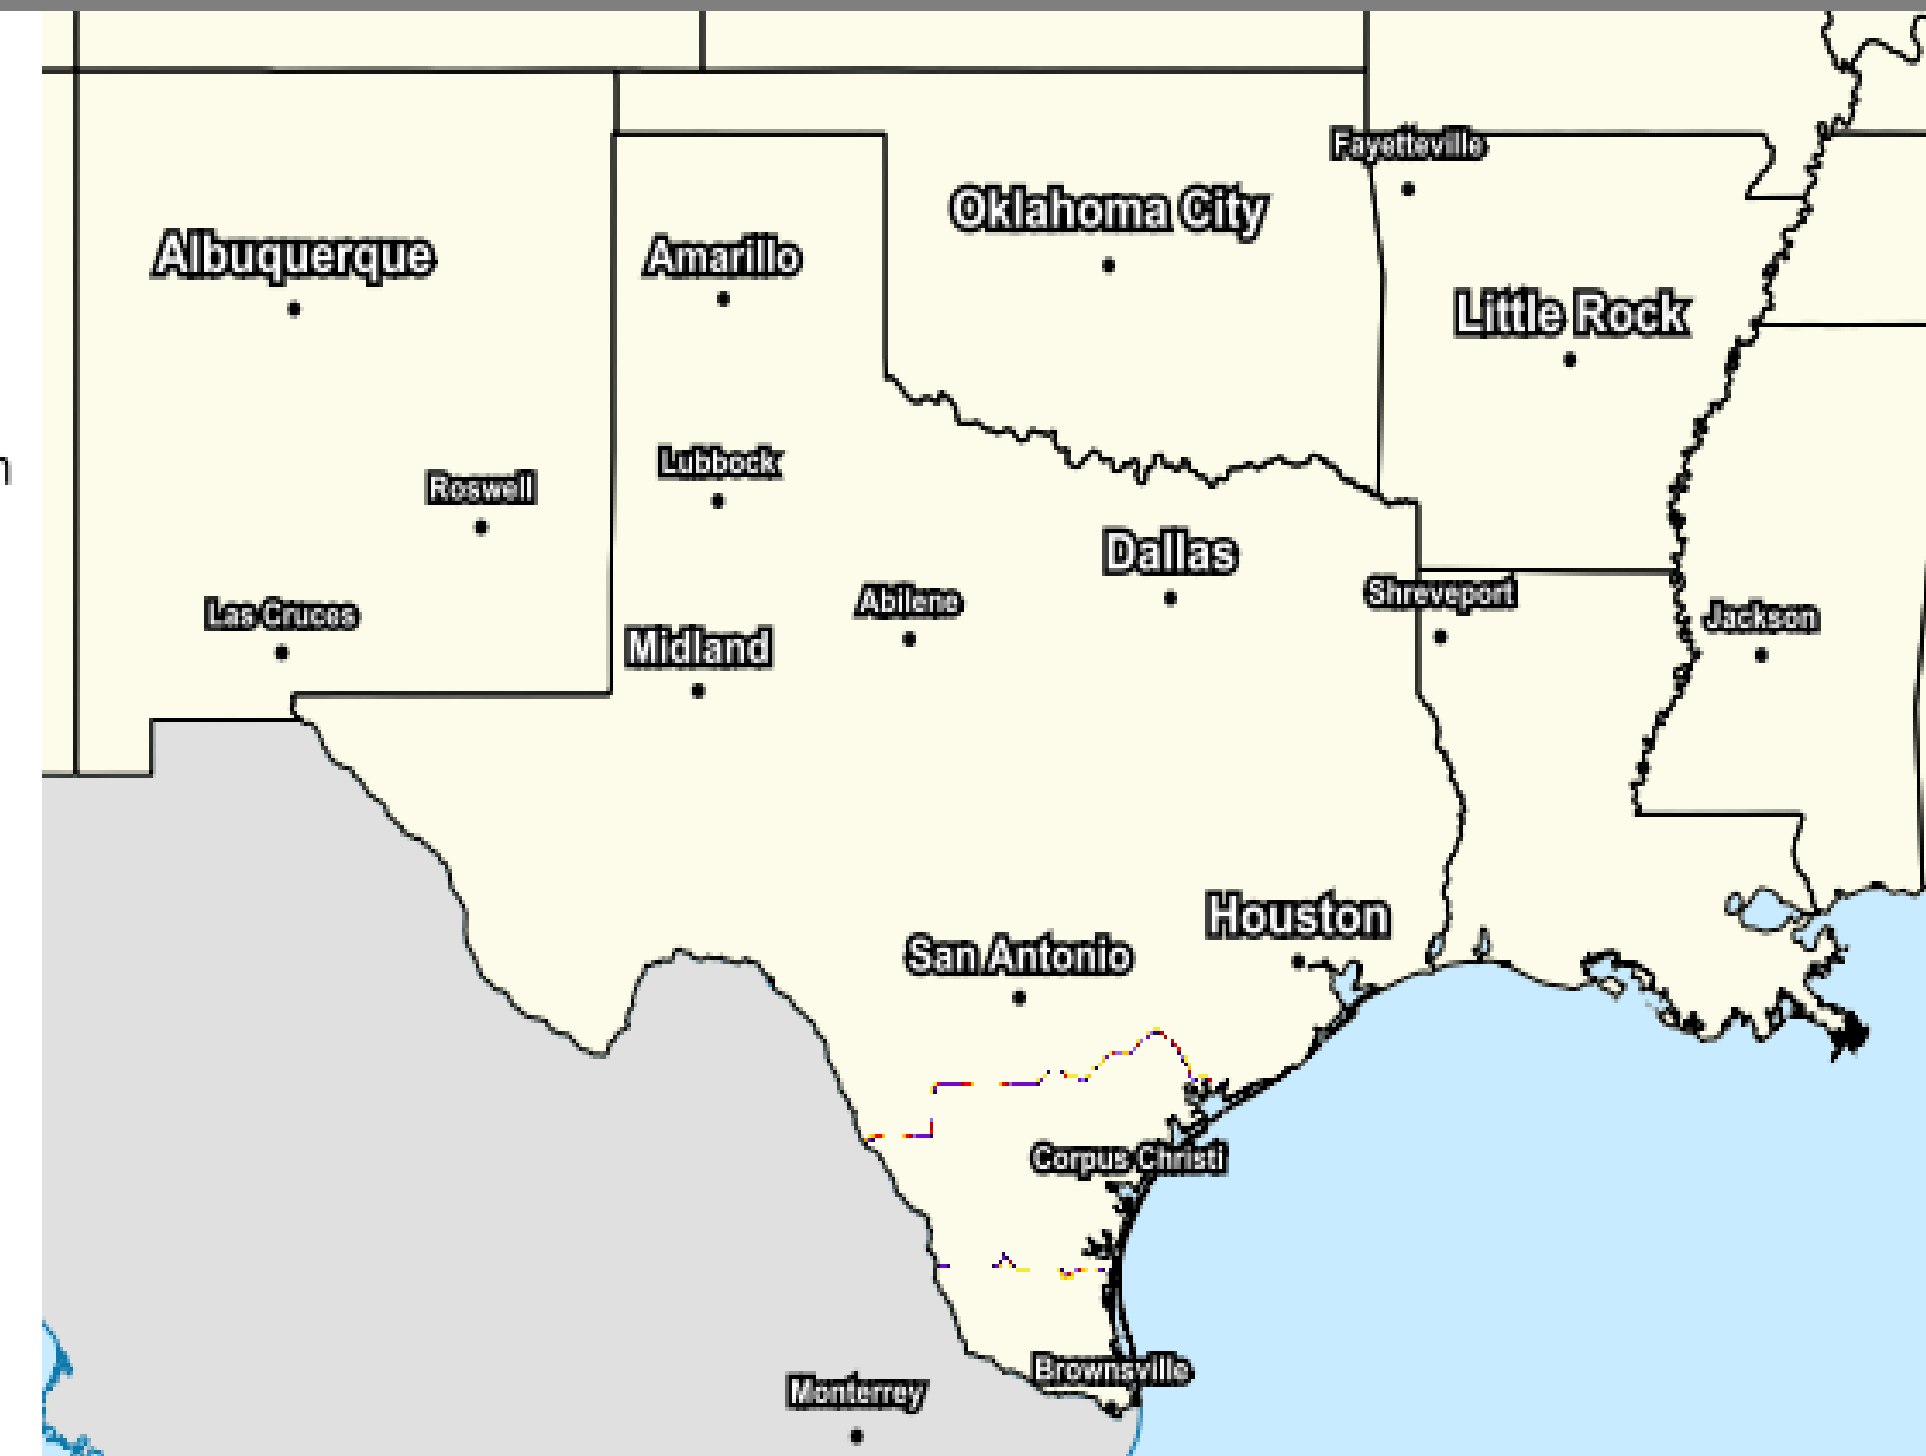 Fayetteville
Oklahoma City
Albuquerque
Amarillo
Little Rock
Lubbock
n
Roswell
Dallas
Abilene
Shreveport
Las Cruces
Jackson
Midland
Houston
San Antonio
Corpus Christi
Brownsville
Monterrey